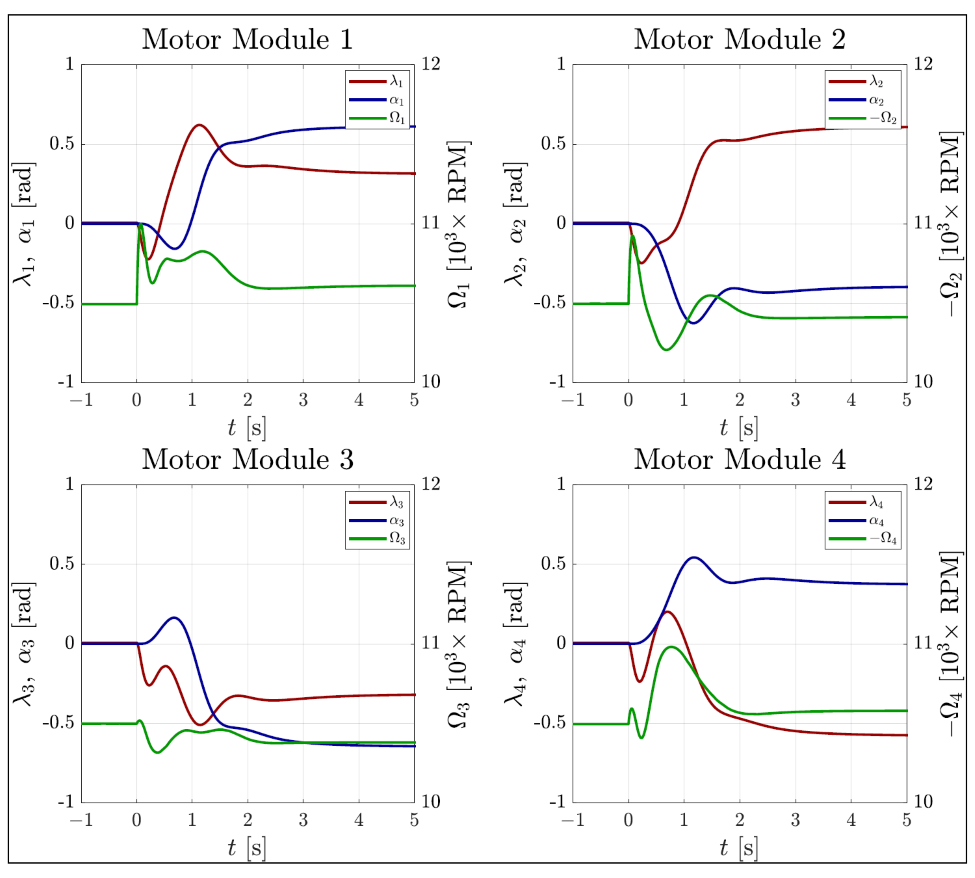 Motor Module 1
1
0.5
0
-0.5
-1
λ1, α1 [rad]
λ1
α1
Ω1
12
11
10
Ω1 [10³× RPM]
−1 0 1 2 3 4 5
t [s]
Motor Module 2
1
0.5
0
-0.5
-1
λ2, α2 [rad]
λ2
α2
−Ω2
12
11
10
−Ω2 [10³× RPM]
−1 0 1 2 3 4 5
t [s]
Motor Module 3
1
0.5
0
-0.5
-1
λ3, α3 [rad]
λ3
α3
Ω3
12
11
10
Ω3 [10³× RPM]
−1 0 1 2 3 4 5
t [s]
Motor Module 4
1
0.5
0
-0.5
-1
λ4, α4 [rad]
λ4
α4
−Ω4
12
11
10
−Ω4 [10³× RPM]
−1 0 1 2 3 4 5
t [s]